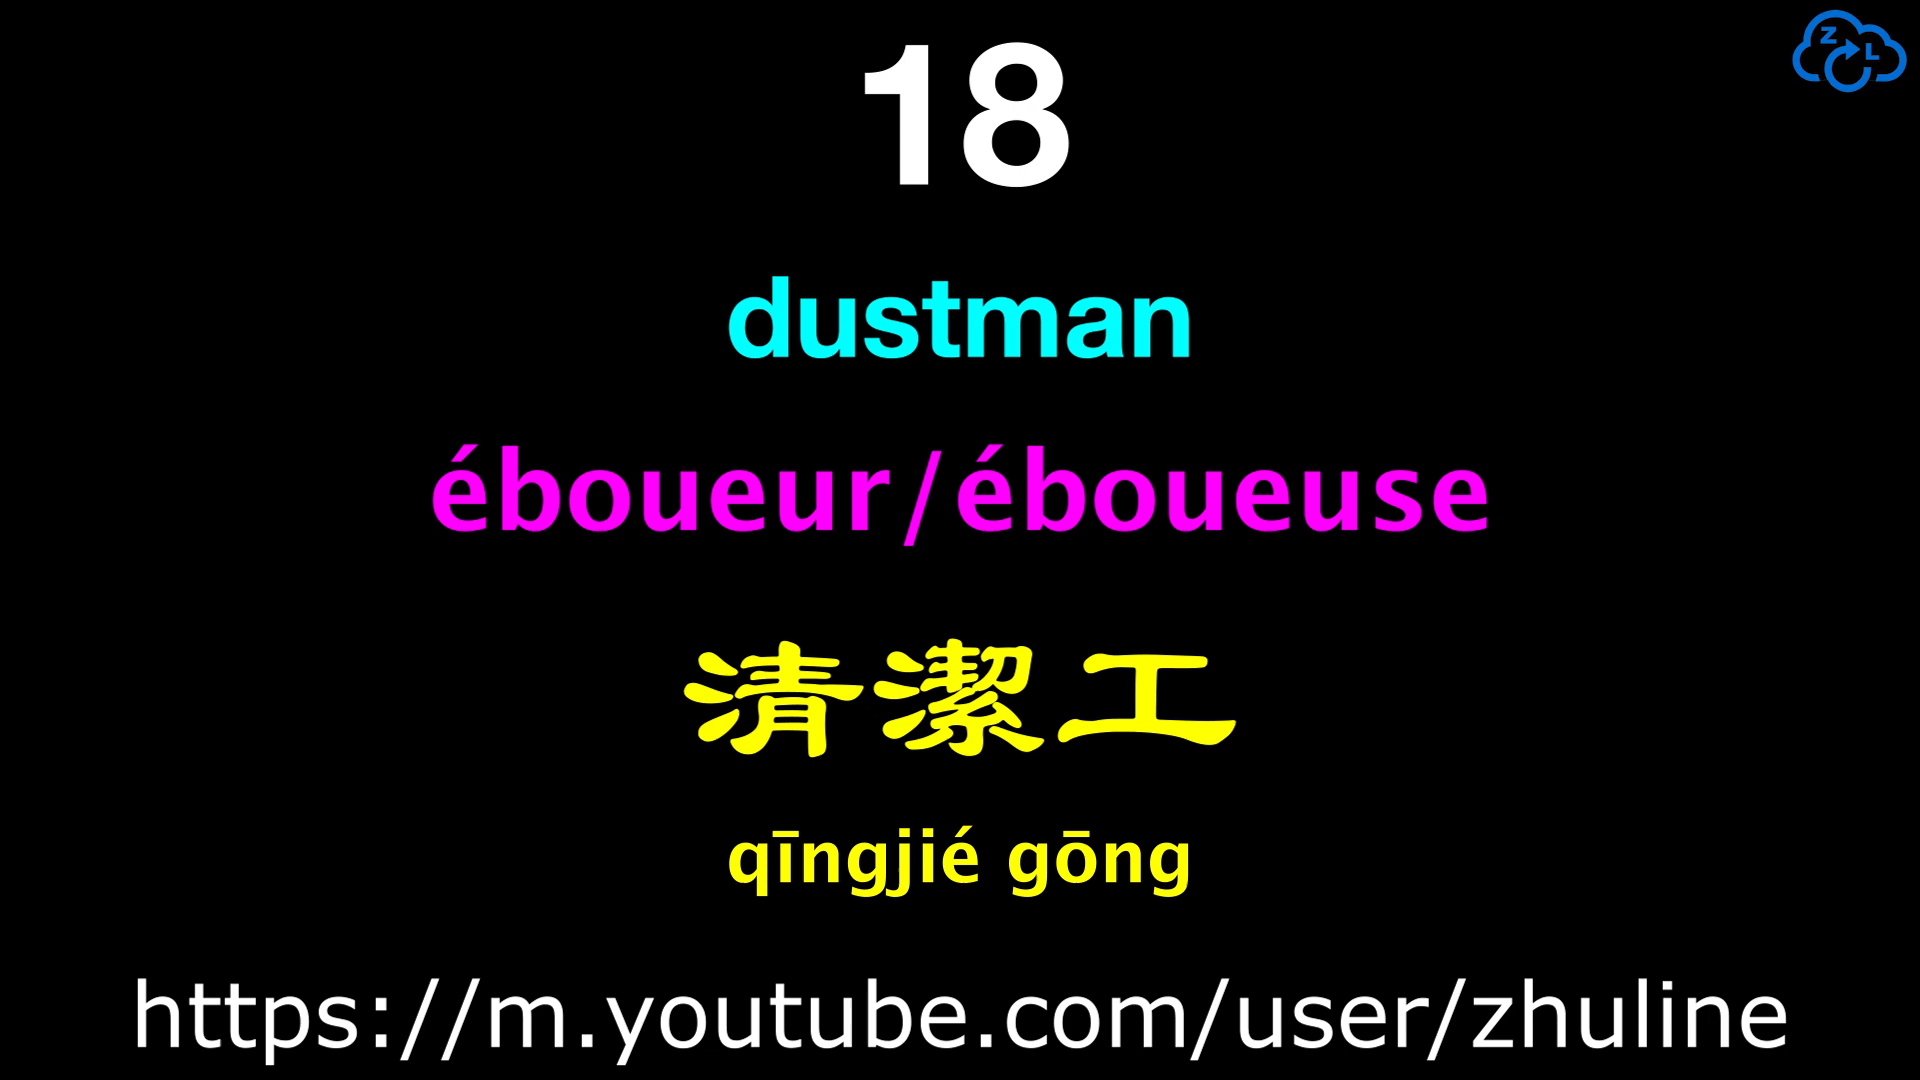 Z L
18
dustman
éboueur/éboueuse
清潔工
qīngjié gōng
https://m.youtube.com/user/zhuline